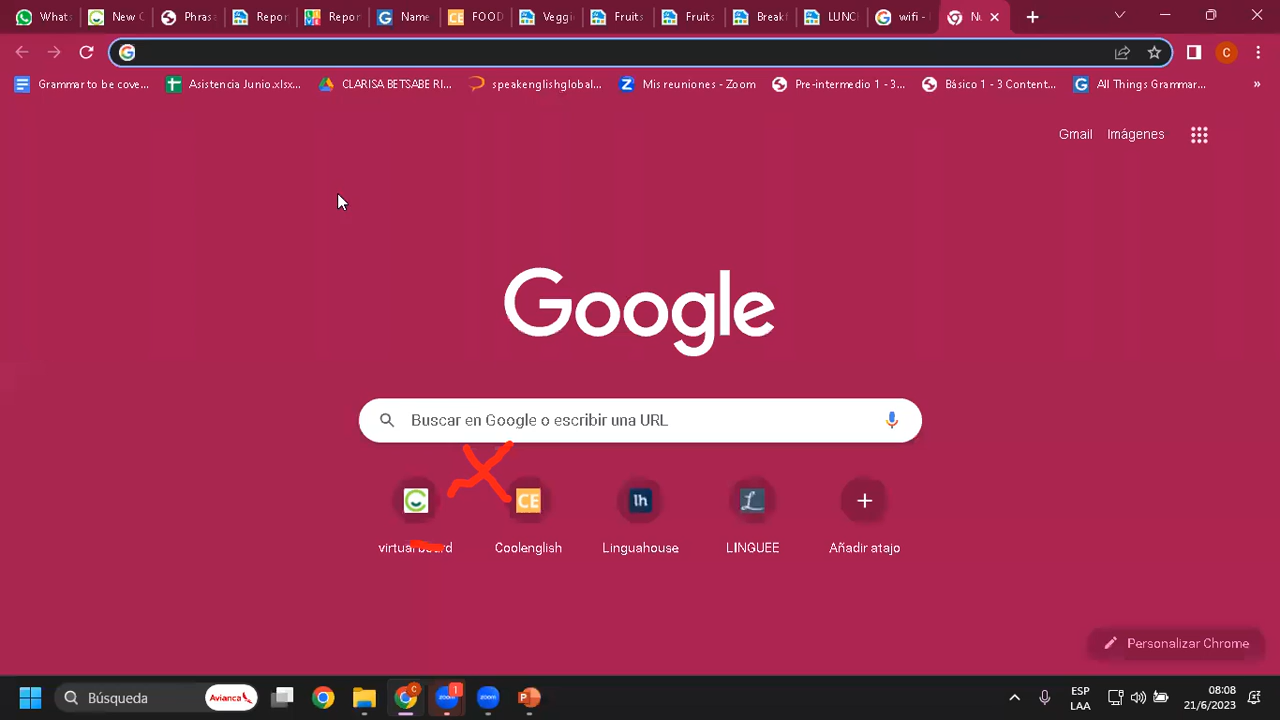 What: New C Phras Repor Repor Name FOOD Veggi Fruits Fruits Breakf LUNC wifi - Nu
Grammar to be cove... Asistencia Junio.xlsx... CLARISA BETSABE RI... speakenglishglobal... Mis reuniones - Zoom Pre-intermedio 1 - 3... Básico 1 - 3 Content... All Things Grammar... »
Gmail Imágenes
Google
Buscar en Google o escribir una URL
virtual board Coolenglish Linguahouse LINGUEE Añadir atajo
Personalizar Chrome
Búsqueda Avianca ESP 08:08
LAA 21/6/2023